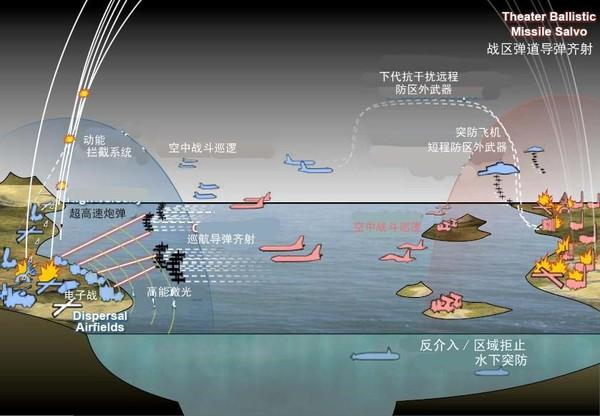 Theater Ballistic
Missile Salvo
战区弹道导弹齐射
下代抗干扰远程
防区外武器
动能
拦截系统
空中战斗巡逻
突防飞机
短程防区外武器
超高速炮弹
巡航导弹齐射
空中战斗巡逻
电子战
高能激光
Dispersal
Airfields
反介入／区域拒止
水下突防